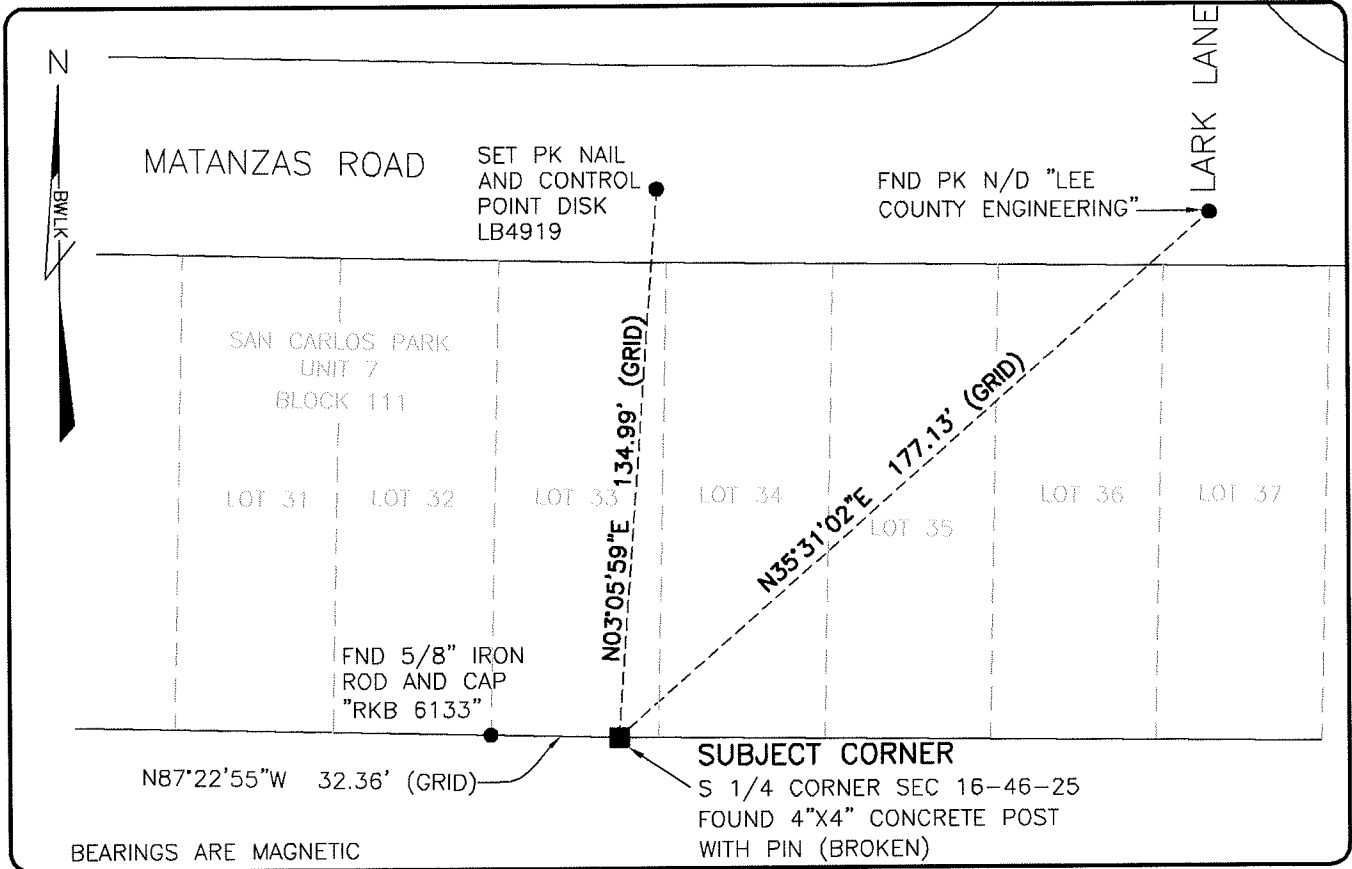 N
BWLK
MATANZAS ROAD
SET PK NAIL
AND CONTROL
POINT DISK
LB4919
FND PK N/D "LEE
COUNTY ENGINEERING"
LARK LANE
SAN CARLOS PARK
UNIT 7
BLOCK 111
N03°05'59"E 134.99' (GRID)
N35°31'02"E 177.13' (GRID)
LOT 31
LOT 32
LOT 33
LOT 34
LOT 35
LOT 36
LOT 37
FND 5/8" IRON
ROD AND CAP
"RKB 6133"
N87°22'55"W 32.36' (GRID)
SUBJECT CORNER
S 1/4 CORNER SEC 16-46-25
FOUND 4"X4" CONCRETE POST
WITH PIN (BROKEN)
BEARINGS ARE MAGNETIC